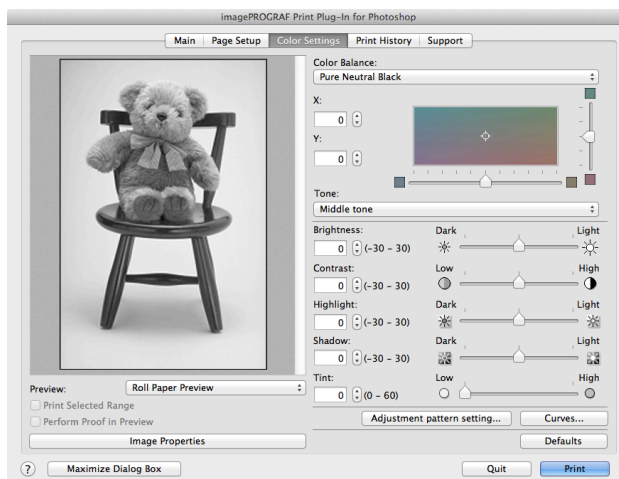 imagePROGRAF Print Plug-In for Photoshop
Main Page Setup Color Settings Print History Support
Color Balance:
Pure Neutral Black
X:
0
Y:
0
Tone:
Middle tone
Brightness: Dark Light
0 (-30 – 30)
Contrast: Low High
0 (-30 – 30)
Highlight: Dark Light
0 (-30 – 30)
Shadow: Dark Light
0 (-30 – 30)
Tint: Low High
0 (0 – 60)
Adjustment pattern setting... Curves...
Defaults
Preview: Roll Paper Preview
Print Selected Range
Perform Proof in Preview
Image Properties
? Maximize Dialog Box Quit Print